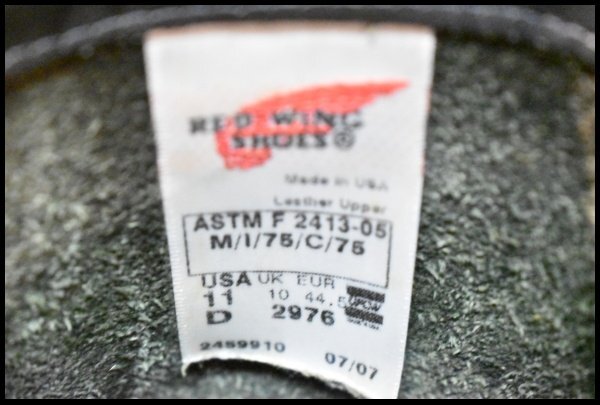 RED WING
SHOES®
Made in USA
Leather Upper
ASTM F 2413-05
M/I/75/C/75
USA UK EUR
11 10 44.5
D 2976
2459910 07/07